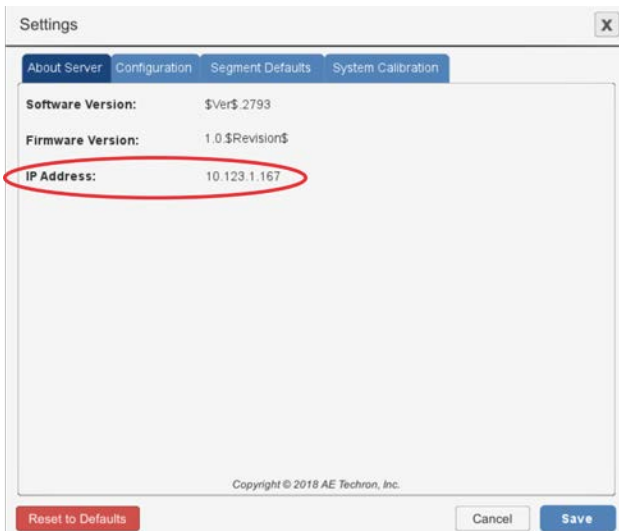 Settings
X
About Server Configuration Segment Defaults System Calibration
Software Version: $Ver$.2793
Firmware Version: 1.0.$Revision$
IP Address: 10.123.1.167
Copyright © 2018 AE Techron, Inc.
Reset to Defaults Cancel Save